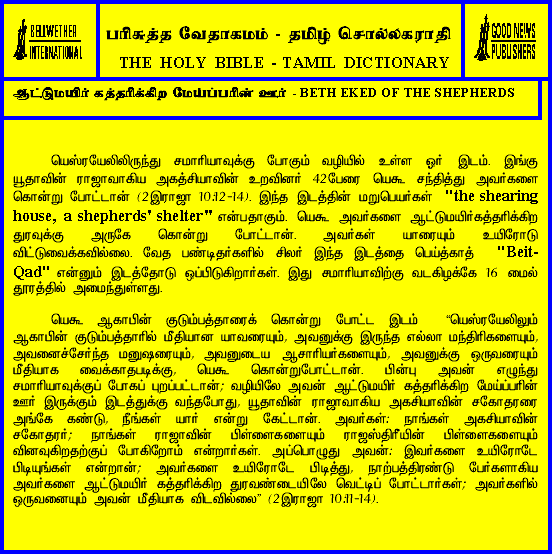 BELLWETHER
INTERNATIONAL
பரிசுத்த வேதாகமம் - தமிழ் சொல்லகராதி
THE HOLY BIBLE - TAMIL DICTIONARY
GOOD NEWS
PUBLISHERS
ஆட்டுமயிர் கத்தரிக்கிற மேய்ப்பரின் ஊர் - BETH EKED OF THE SHEPHERDS
யெஸ்ரயேலிலிருந்து சமாரியாவுக்கு போகும் வழியில் உள்ள ஓர் இடம். இங்கு
யூதாவின் ராஜாவாகிய அகத்சியாவின் உறவினர் 42பேரை யெகூ சந்தித்து அவர்களை
கொன்று போட்டான் (2இராஜா 10:12-14). இந்த இடத்தின் மறுபெயர்கள் "the shearing
house, a shepherds' shelter" என்பதாகும். யெகூ அவர்களை ஆட்டுமயிர்கத்தரிக்கிற
துரவுக்கு அருகே கொன்று போட்டான். அவர்கள் யாரையும் உயிரோடு
விட்டுவைக்கவில்லை. வேத பண்டிதர்களில் சிலர் இந்த இடத்தை பெய்த்காத் "Beit-
Qad" என்னும் இடத்தோடு ஒப்பிடுகிறார்கள். இது சமாரியாவிற்கு வடகிழக்கே 16 மைல்
தூரத்தில் அமைந்துள்ளது.
யெகூ ஆகாபின் குடும்பத்தாரைக் கொன்று போட்ட இடம் “யெஸ்ரயேலிலும்
ஆகாபின் குடும்பத்தாரில் மீதியான யாவரையும், அவனுக்கு இருந்த எல்லா மந்திரிகளையும்,
அவனைச்சேர்ந்த மனுஷரையும், அவனுடைய ஆசாரியர்களையும், அவனுக்கு ஒருவரையும்
மீதியாக வைக்காதபடிக்கு, யெகூ கொன்றுபோட்டான். பின்பு அவன் எழுந்து
சமாரியாவுக்குப் போகப் புறப்பட்டான்; வழியிலே அவன் ஆட்டுமயிர் கத்தரிக்கிற மேய்ப்பரின்
ஊர் இருக்கும் இடத்துக்கு வந்தபோது, யூதாவின் ராஜாவாகிய அகசியாவின் சகோதரரை
அங்கே கண்டு, நீங்கள் யார் என்று கேட்டான். அவர்கள்: நாங்கள் அகசியாவின்
சகோதரர்; நாங்கள் ராஜாவின் பிள்ளைகளையும் ராஜஸ்திரீயின் பிள்ளைகளையும்
வினவுகிறதற்குப் போகிறோம் என்றார்கள். அப்பொழுது அவன்: இவர்களை உயிரோடே
பிடியுங்கள் என்றான்; அவர்களை உயிரோடே பிடித்து, நாற்பத்திரண்டு பேர்களாகிய
அவர்களை ஆட்டுமயிர் கத்தரிக்கிற துரவண்டையிலே வெட்டிப் போட்டார்கள்; அவர்களில்
ஒருவனையும் அவன் மீதியாக விடவில்லை” (2இராஜா 10:11-14).